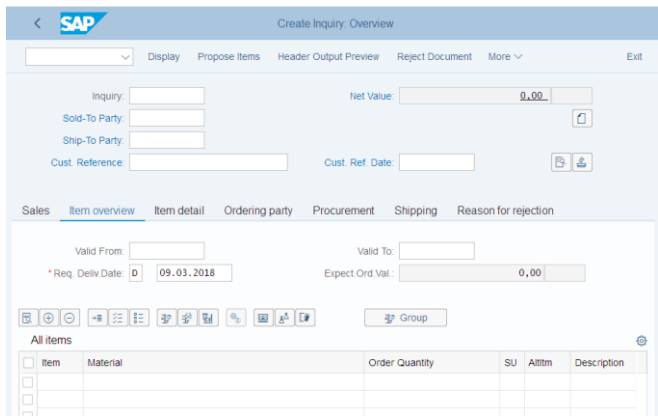 SAP Create Inquiry: Overview
Display Propose Items Header Output Preview Reject Document More Exit
Inquiry: Net Value: 0,00
Sold-To Party:
Ship-To Party:
Cust. Reference: Cust. Ref. Date:
Sales Item overview Item detail Ordering party Procurement Shipping Reason for rejection
Valid From: Valid To:
*Req. Deliv.Date: D 09.03.2018 Expect.Ord.Val.: 0,00
Group
All items
Item Material Order Quantity SU AltItm Description